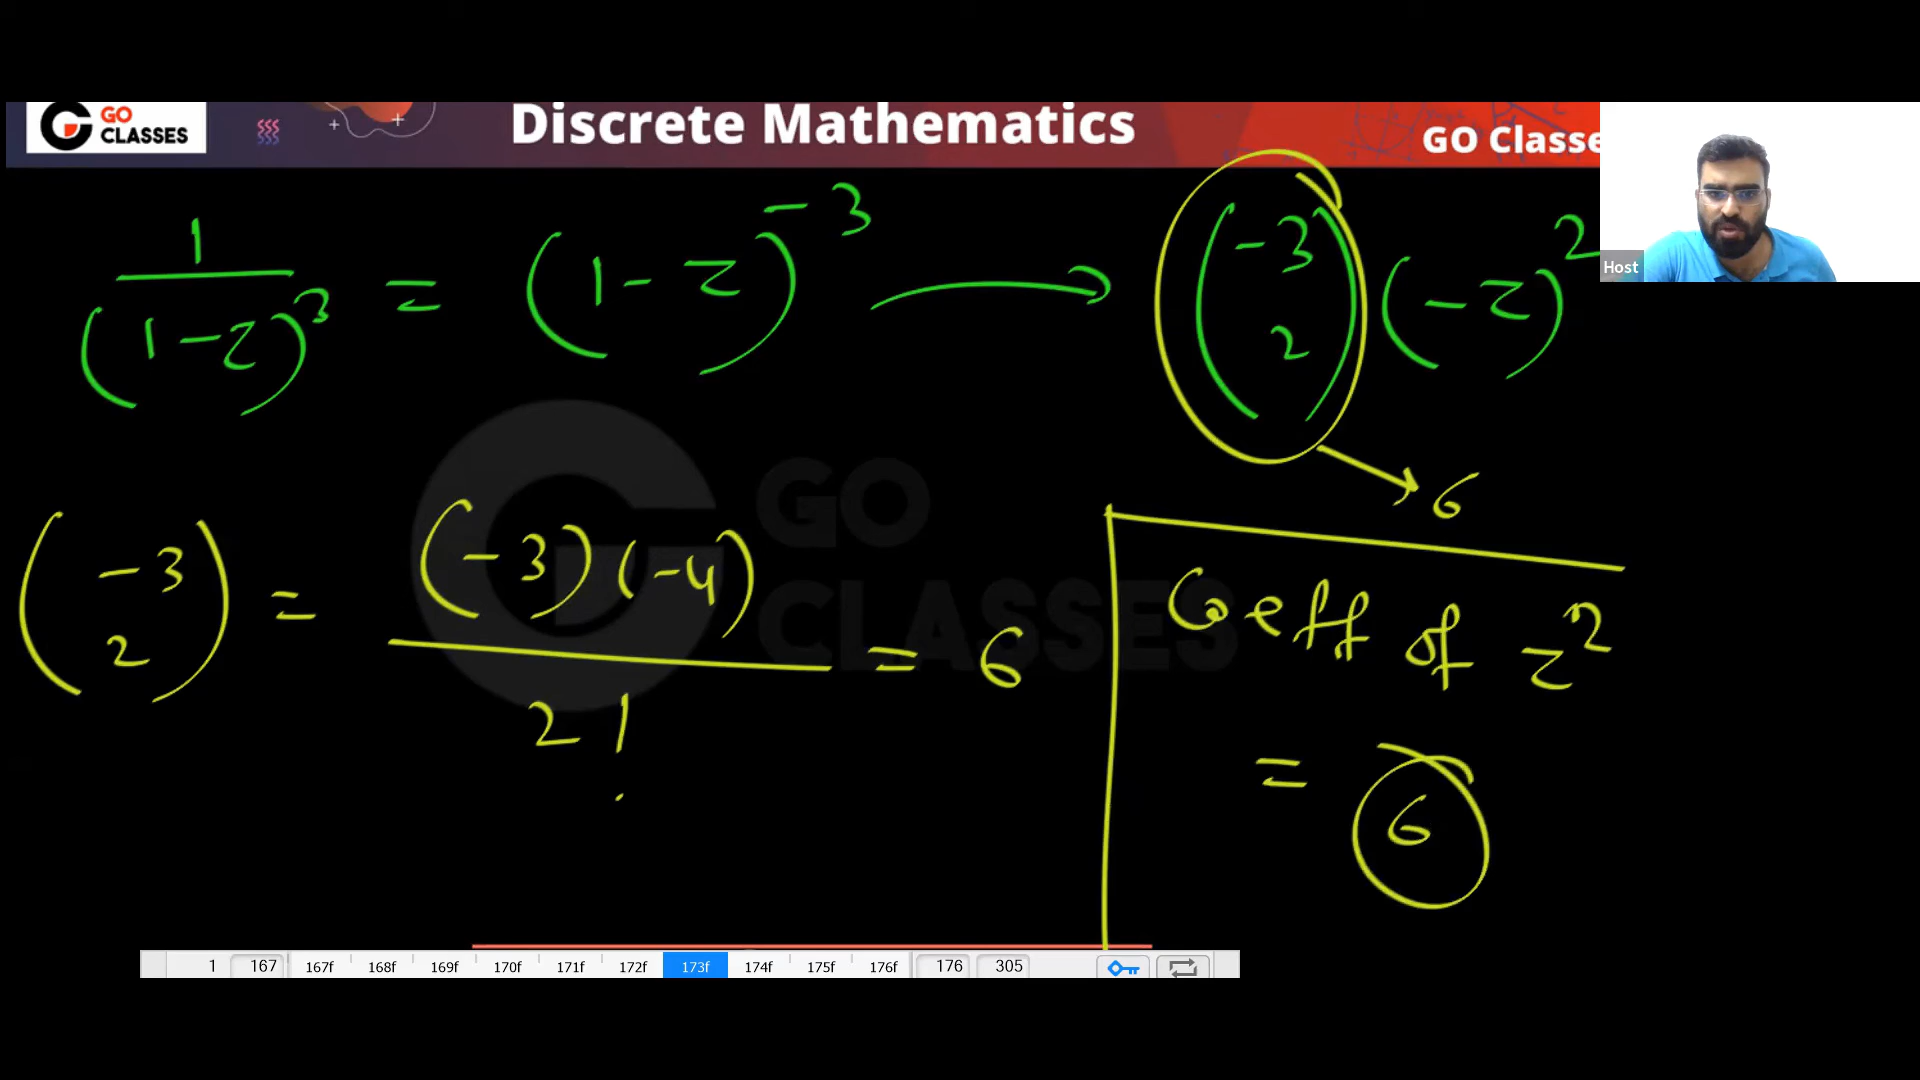 GO
CLASSES
Discrete Mathematics
GO Classe
Host
1/(1-z)^3 = (1-z)^-3 → (-3 2) (-z)^2
→ 6
(-3 2) = (-3)(-4)/2! = 6
Coeff of z^2
= 6
GO
CLASSES
1 167 167f 168f 169f 170f 171f 172f 173f 174f 175f 176f 176 305